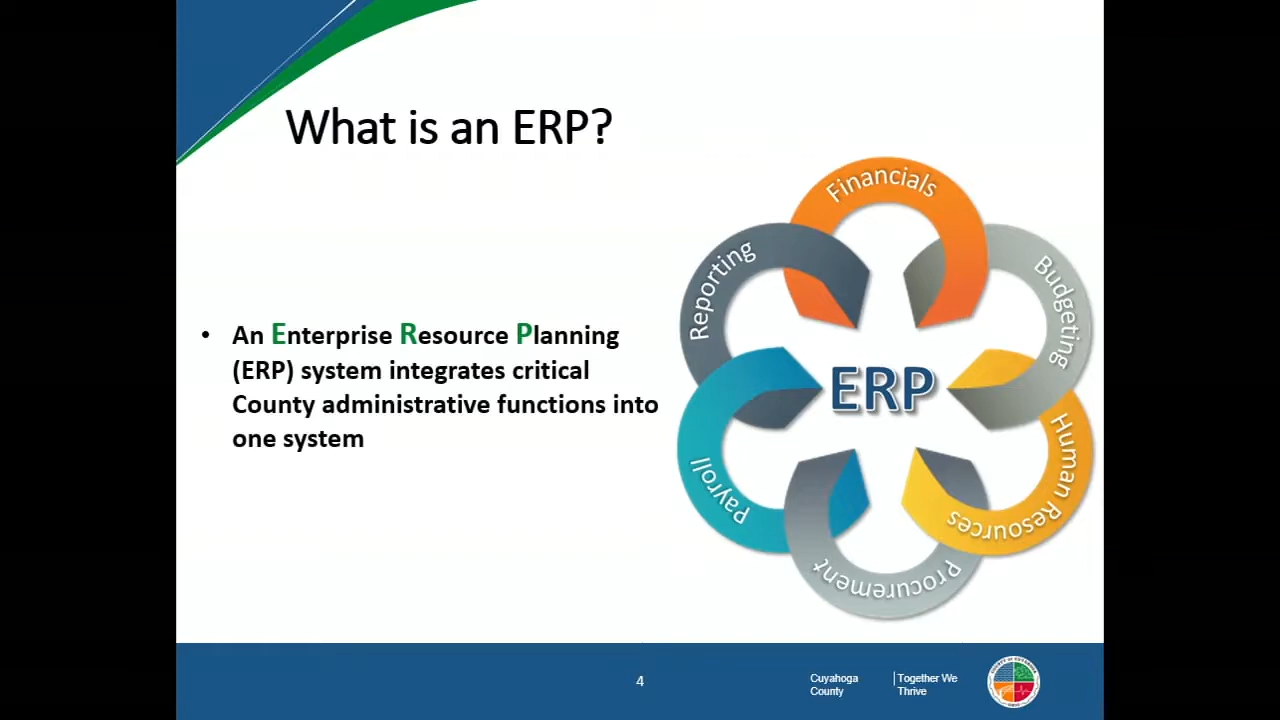 What is an ERP?
• An Enterprise Resource Planning
(ERP) system integrates critical
County administrative functions into
one system
Financials
Budgeting
Human Resources
Procurement
Payroll
Reporting
ERP
4
Cuyahoga
County
Together We
Thrive